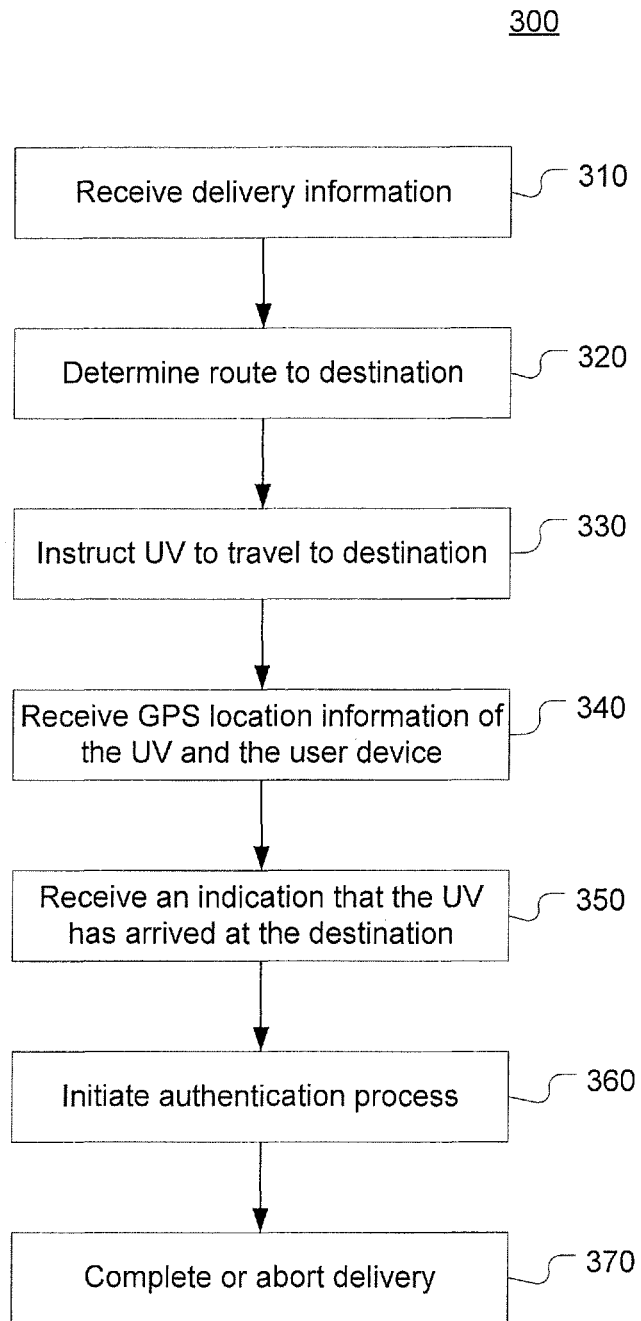 300
Receive delivery information
310
Determine route to destination
320
Instruct UV to travel to destination
330
Receive GPS location information of
the UV and the user device
340
Receive an indication that the UV
has arrived at the destination
350
Initiate authentication process
360
Complete or abort delivery
370